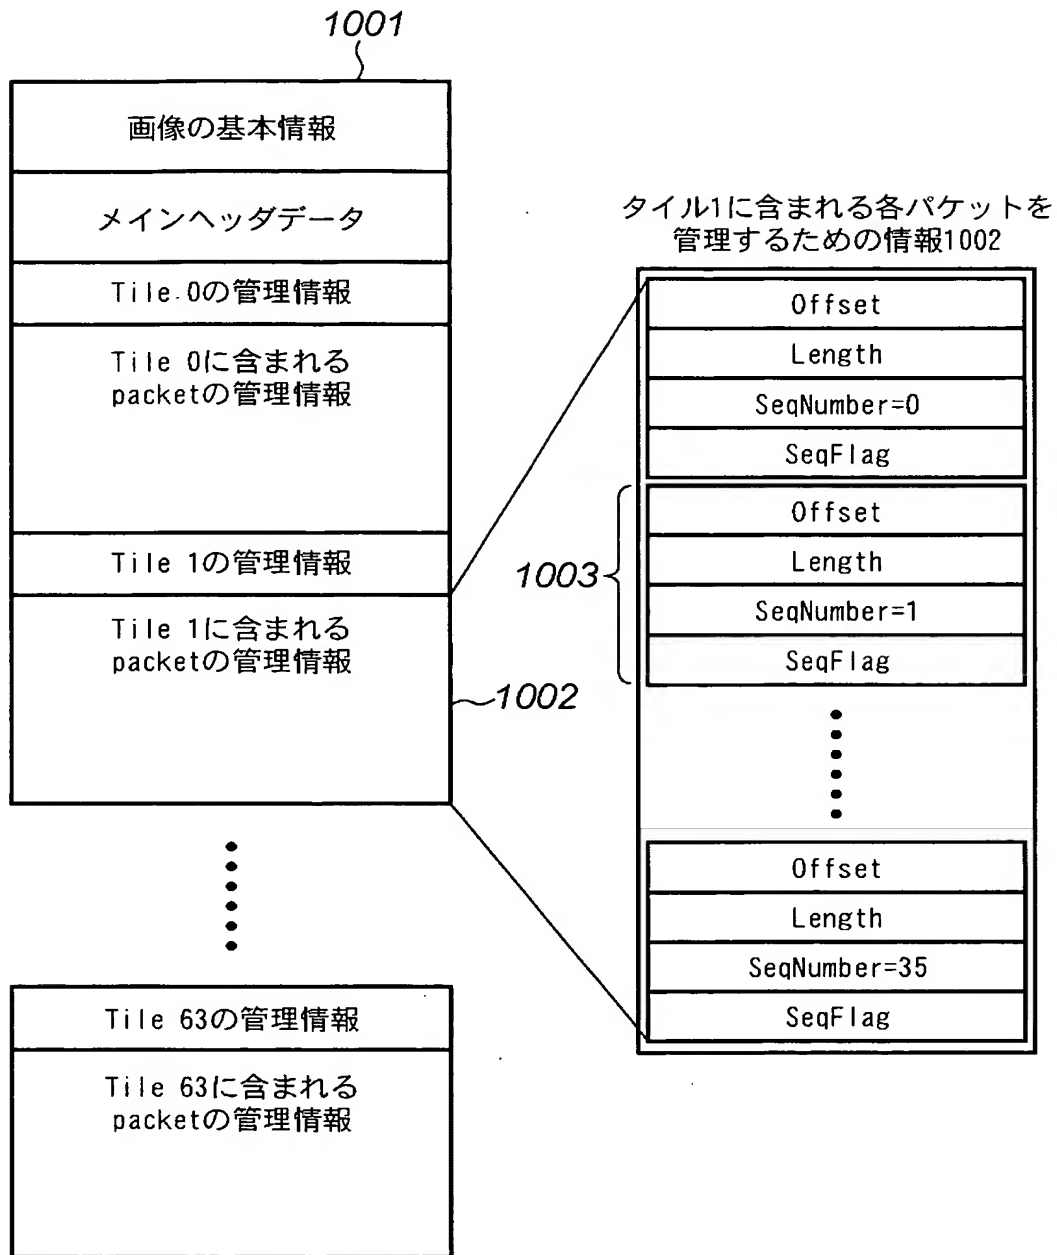 1001
画像の基本情報
メインヘッダデータ
Tile 0の管理情報
Tile 0に含まれる
packetの管理情報
Tile 1の管理情報
Tile 1に含まれる
packetの管理情報
1002
Tile 63の管理情報
Tile 63に含まれる
packetの管理情報
タイル1に含まれる各パケットを
管理するための情報1002
Offset
Length
SeqNumber=0
SeqFlag
1003
Offset
Length
SeqNumber=1
SeqFlag
Offset
Length
SeqNumber=35
SeqFlag